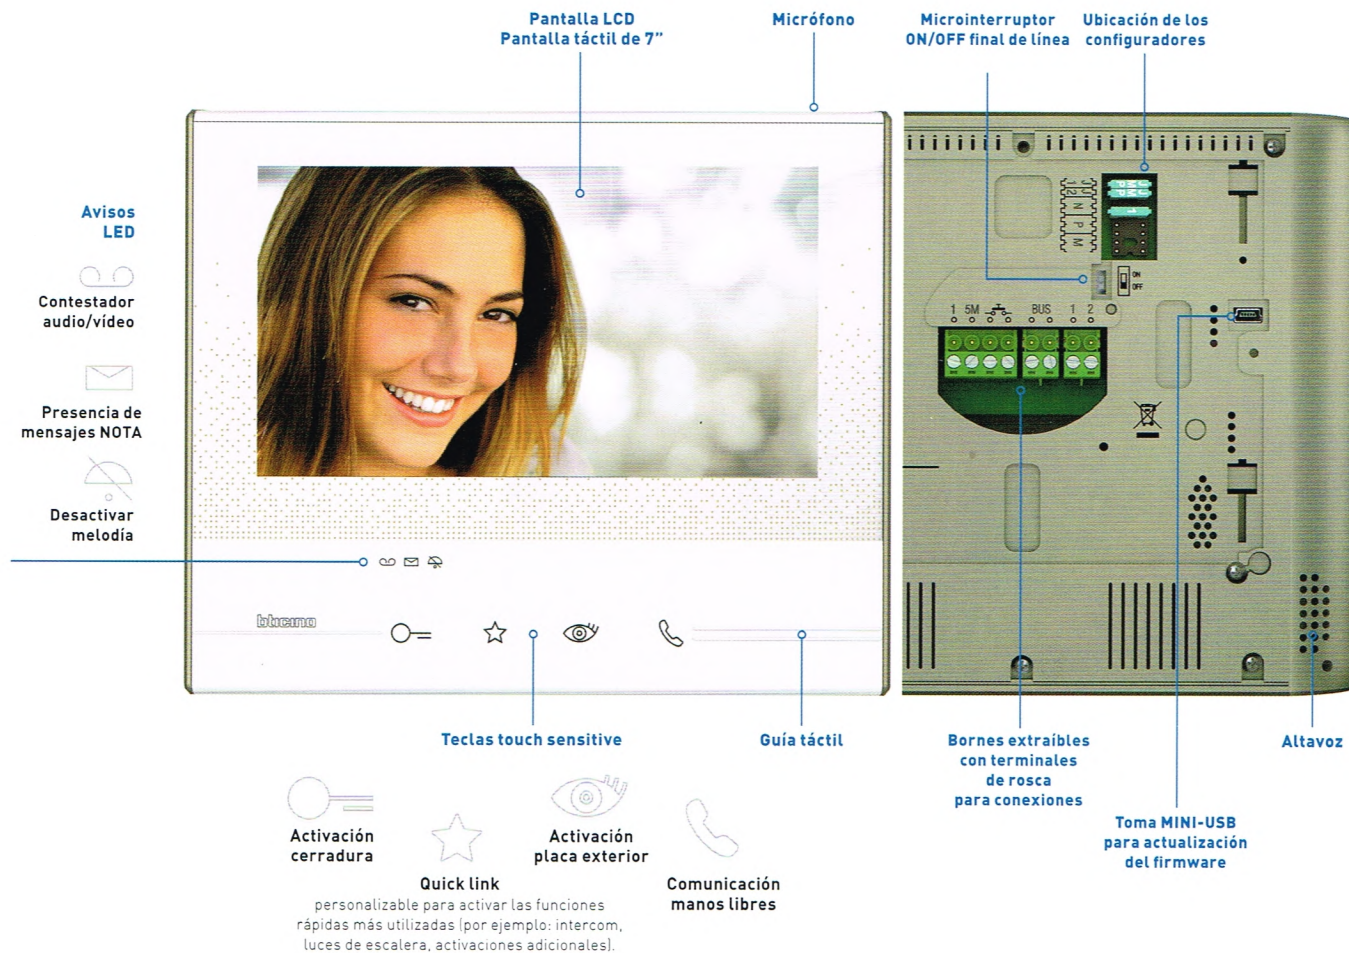 Pantalla LCD
Pantalla táctil de 7”
Micrófono
Microinterruptor
ON/OFF final de línea
Ubicación de los
configuradores
Avisos
LED
Contestador
audio/vídeo
Presencia de
mensajes NOTA
Desactivar
melodía
bticino
J
1
J
2
N
P
M
J
M
P
J
M
P
1
ON
OFF
1 5M BUS 1 2
Teclas touch sensitive
Guía táctil
Bornes extraíbles
con terminales
de rosca
para conexiones
Altavoz
Toma MINI-USB
para actualización
del firmware
Activación
cerradura
Quick link
personalizable para activar las funciones
rápidas más utilizadas (por ejemplo: intercom,
luces de escalera, activaciones adicionales).
Activación
placa exterior
Comunicación
manos libres